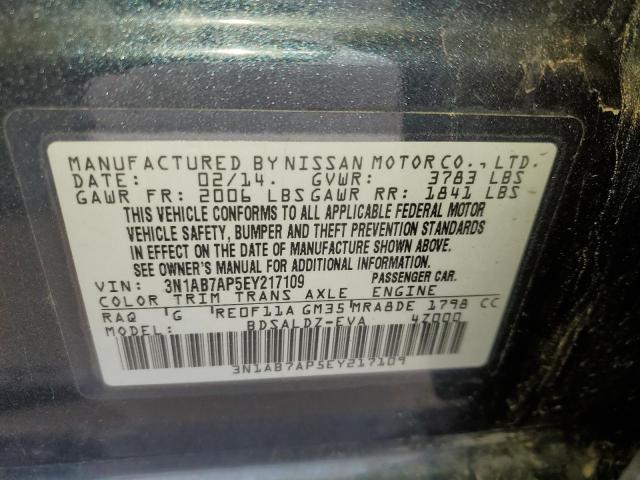 MANUFACTURED BY NISSAN MOTOR CO., LTD.
DATE: 02/14. GVWR: 3783 LBS
GAWR FR: 2006 LBS GAWR RR: 1841 LBS
THIS VEHICLE CONFORMS TO ALL APPLICABLE FEDERAL MOTOR
VEHICLE SAFETY, BUMPER AND THEFT PREVENTION STANDARDS
IN EFFECT ON THE DATE OF MANUFACTURE SHOWN ABOVE.
SEE OWNER'S MANUAL FOR ADDITIONAL INFORMATION.
VIN: 3N1AB7AP5EY217109 PASSENGER CAR.
COLOR TRIM TRANS AXLE ENGINE
RAQ 'G 'RE0F11A GM35 MRA8DE 1798 CC
BDSALDZ-EVA 4Z000
3N1AB7AP5EY217109